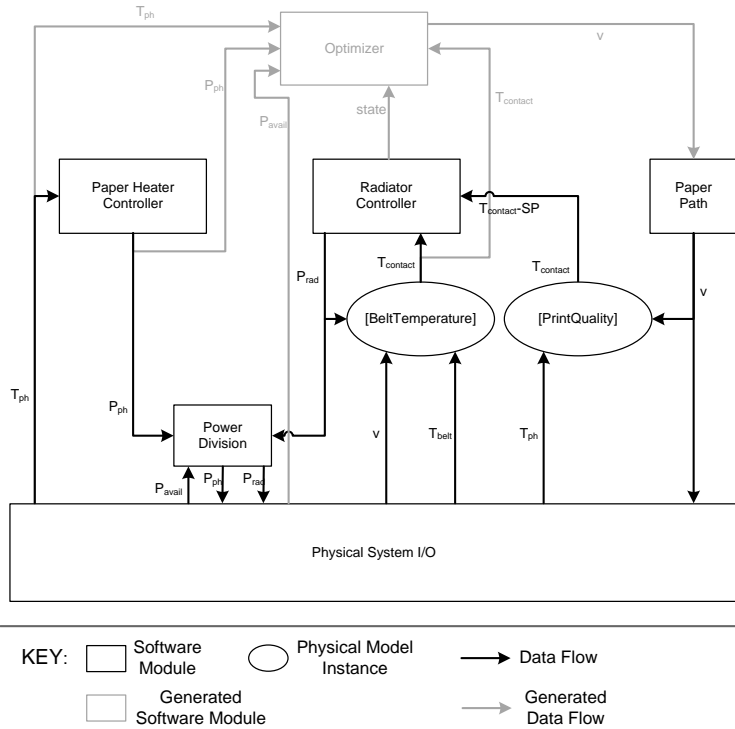 T_ph
Optimizer
v
P_ph
P_avail
state
T_contact
Paper Heater
Controller
Radiator
Controller
Paper
Path
T_contact-SP
P_rad
T_contact
T_contact
v
[BeltTemperature]
[PrintQuality]
T_ph
P_ph
Power
Division
v
T_belt
T_ph
P_avail
P_ph
P_rad
Physical System I/O
KEY:
Software
Module
Physical Model
Instance
Data Flow
Generated
Software Module
Generated
Data Flow